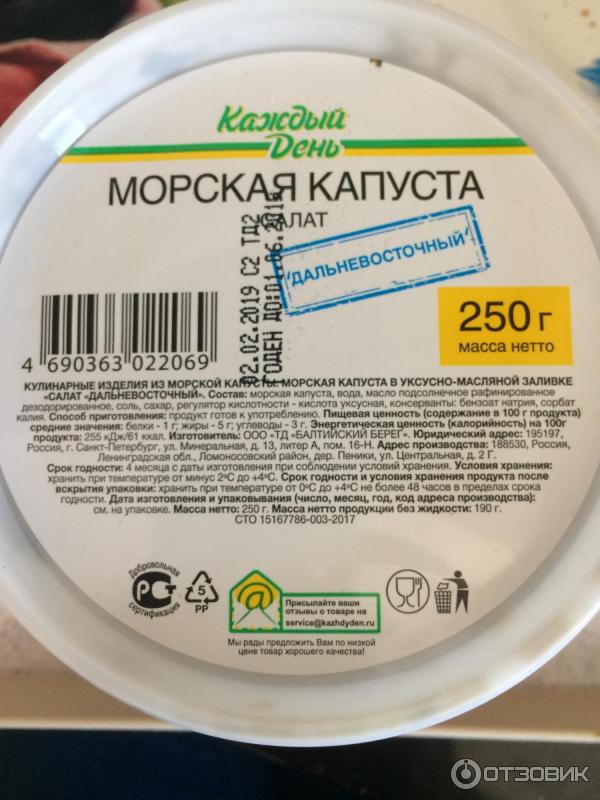 Каждый
День
МОРСКАЯ КАПУСТА
САЛАТ
"ДАЛЬНЕВОСТОЧНЫЙ"
02.02.2019 С2 ТД2
ГОДЕН ДО:01.06.2019
250 г
масса нетто
4 690363 022069
КУЛИНАРНЫЕ ИЗДЕЛИЯ ИЗ МОРСКОЙ КАПУСТЫ. МОРСКАЯ КАПУСТА В УКСУСНО-МАСЛЯНОЙ ЗАЛИВКЕ
«САЛАТ «ДАЛЬНЕВОСТОЧНЫЙ». Состав: морская капуста, вода, масло подсолнечное рафинированное
дезодорированное, соль, сахар, регулятор кислотности - кислота уксусная, консерванты: бензоат натрия, сорбат
калия. Способ приготовления: продукт готов к употреблению. Пищевая ценность (содержание в 100 г продукта)
средние значения: белки - 1 г; жиры - 5 г; углеводы - 3 г. Энергетическая ценность (калорийность) на 100г
продукта: 255 кДж/61 ккал. Изготовитель: ООО «ТД «БАЛТИЙСКИЙ БЕРЕГ». Юридический адрес: 195197,
Россия, г. Санкт-Петербург, ул. Минеральная, д. 13, литер А, пом. 16-Н. Адрес производства: 188530, Россия,
Ленинградская обл., Ломоносовский район, дер. Пеники, ул. Центральная, д. 2 Г.
Срок годности: 4 месяца с даты изготовления при соблюдении условий хранения. Условия хранения:
хранить при температуре от минус 2ºС до +4ºС. Срок годности и условия хранения продукта после
вскрытия упаковки: хранить при температуре от 0ºС до +4ºС не более 48 часов в пределах срока
годности. Дата изготовления и упаковывания (число, месяц, год, код адреса производства):
см. на упаковке. Масса нетто: 250 г. Масса нетто продукции без жидкости: 190 г.
СТО 15167786-003-2017
Добровольная
сертификация
5
PP
@
Присылайте ваши
отзывы о товаре на
service@kazhdyden.ru
Мы рады предложить Вам по низкой
цене товар хорошего качества!
ОТЗОВИК